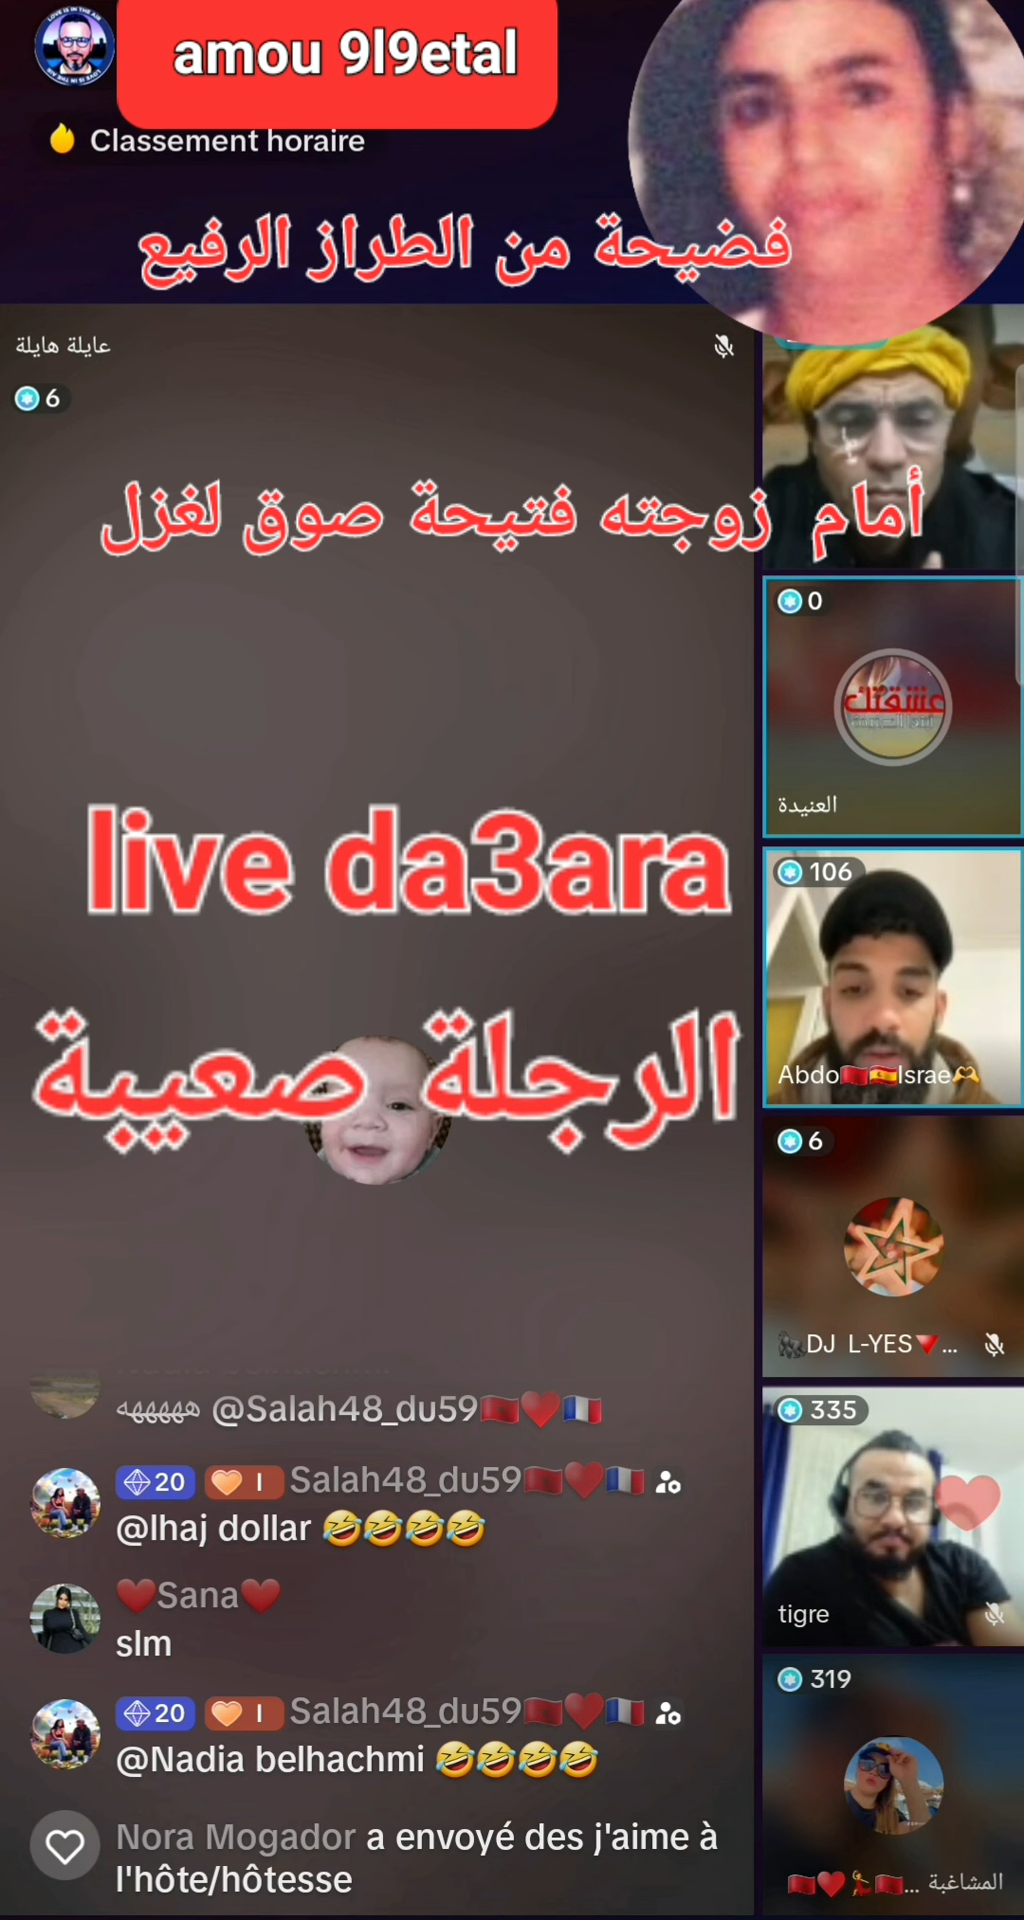 amou 9l9etal
Classement horaire
فضيحة من الطراز الرفيع
عايلة هايلة
6
أمام زوجته فتيحة صوق لغزل
0
عشقتك
العنيدة
live da3ara
106
الرجلة صعيبة
Abdo🇲🇦🇪🇸Israe🫶
6
🦍DJ L-YES🔻...
هههههه @Salah48_du59🇲🇦❤️🇫🇷
335
20 I Salah48_du59🇲🇦❤️🇫🇷
@lhaj dollar 🤣🤣🤣🤣
❤️Sana❤️
slm
tigre
319
20 I Salah48_du59🇲🇦❤️🇫🇷
@Nadia belhachmi 🤣🤣🤣🤣
Nora Mogador a envoyé des j'aime à
l'hôte/hôtesse
المشاغبة ...🇲🇦💃❤️🇲🇦